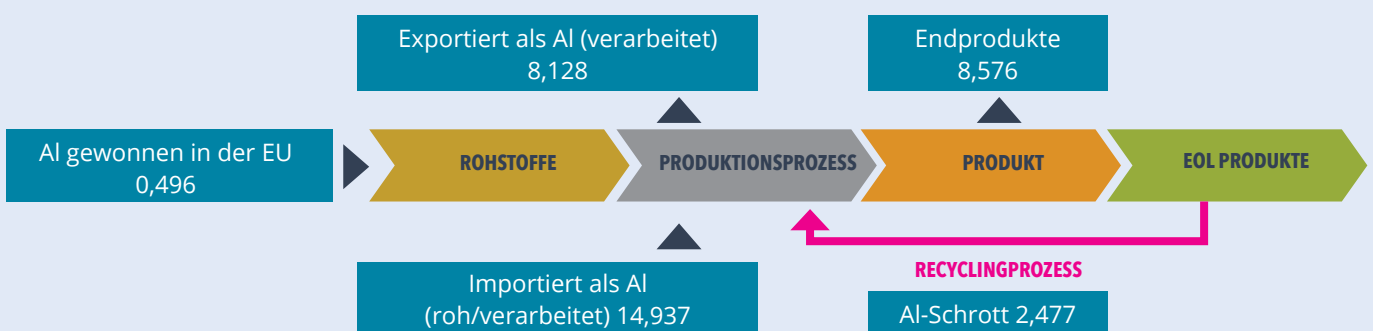 Exportiert als Al (verarbeitet)
8,128
Endprodukte
8,576
Al gewonnen in der EU
0,496
ROHSTOFFE
PRODUKTIONSPROZESS
PRODUKT
EOL PRODUKTE
RECYCLINGPROZESS
Importiert als Al
(roh/verarbeitet) 14,937
Al-Schrott 2,477